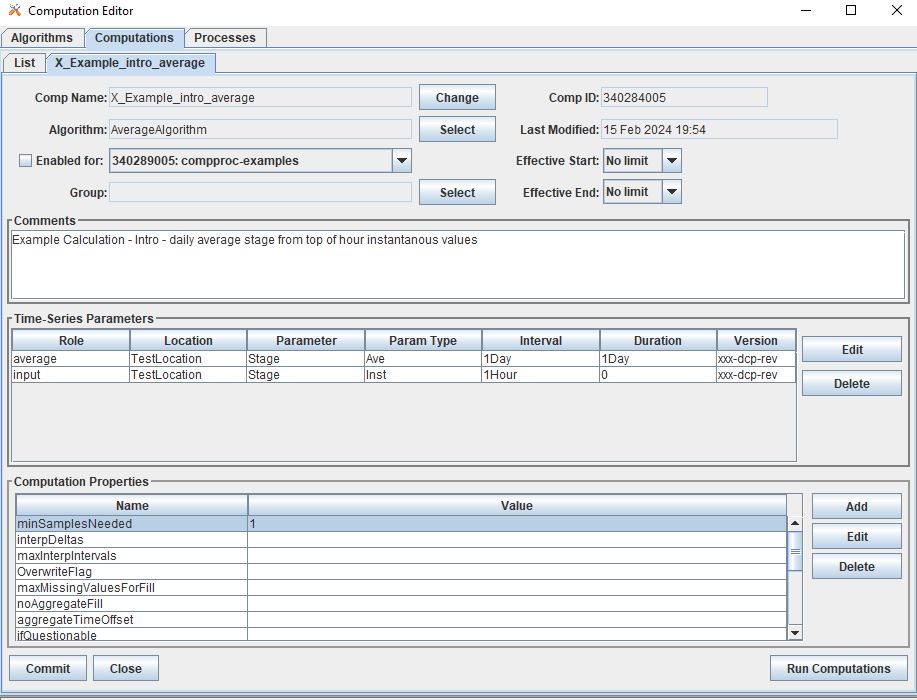 Computation Editor
Algorithms Computations Processes
List X_Example_intro_average
Comp Name: X_Example_intro_average Change Comp ID: 340284005
Algorithm: AverageAlgorithm Select Last Modified: 15 Feb 2024 19:54
Enabled for: 340289005: compproc-examples Effective Start: No limit
Group: Select Effective End: No limit
Comments
Example Calculation - Intro - daily average stage from top of hour instantanous values
Time-Series Parameters
Role Location Parameter Param Type Interval Duration Version
average TestLocation Stage Ave 1Day 1Day xxx-dcp-rev
input TestLocation Stage Inst 1Hour 0 xxx-dcp-rev
Edit
Delete
Computation Properties
Name Value
minSamplesNeeded 1
interpDeltas
maxInterpIntervals
OverwriteFlag
maxMissingValuesForFill
noAggregateFill
aggregateTimeOffset
ifQuestionable
Add
Edit
Delete
Commit Close Run Computations